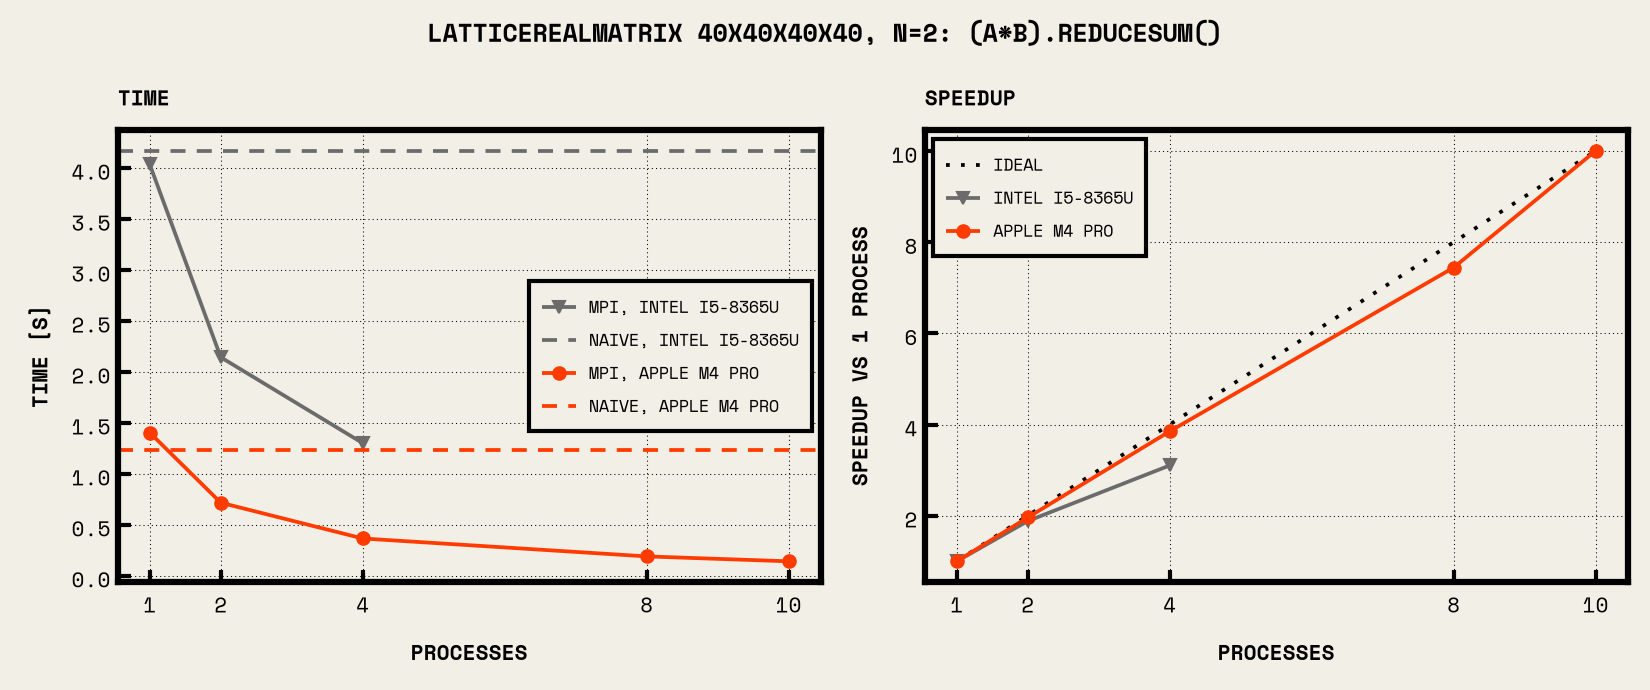 LATTICEREALMATRIX 40X40X40X40, N=2: (A*B).REDUCESUM()
TIME
TIME [S]
4.0
3.5
3.0
2.5
2.0
1.5
1.0
0.5
0.0
MPI, INTEL I5-8365U
NAIVE, INTEL I5-8365U
MPI, APPLE M4 PRO
NAIVE, APPLE M4 PRO
1 2 4 8 10
PROCESSES
SPEEDUP
SPEEDUP VS 1 PROCESS
10
8
6
4
2
IDEAL
INTEL I5-8365U
APPLE M4 PRO
1 2 4 8 10
PROCESSES